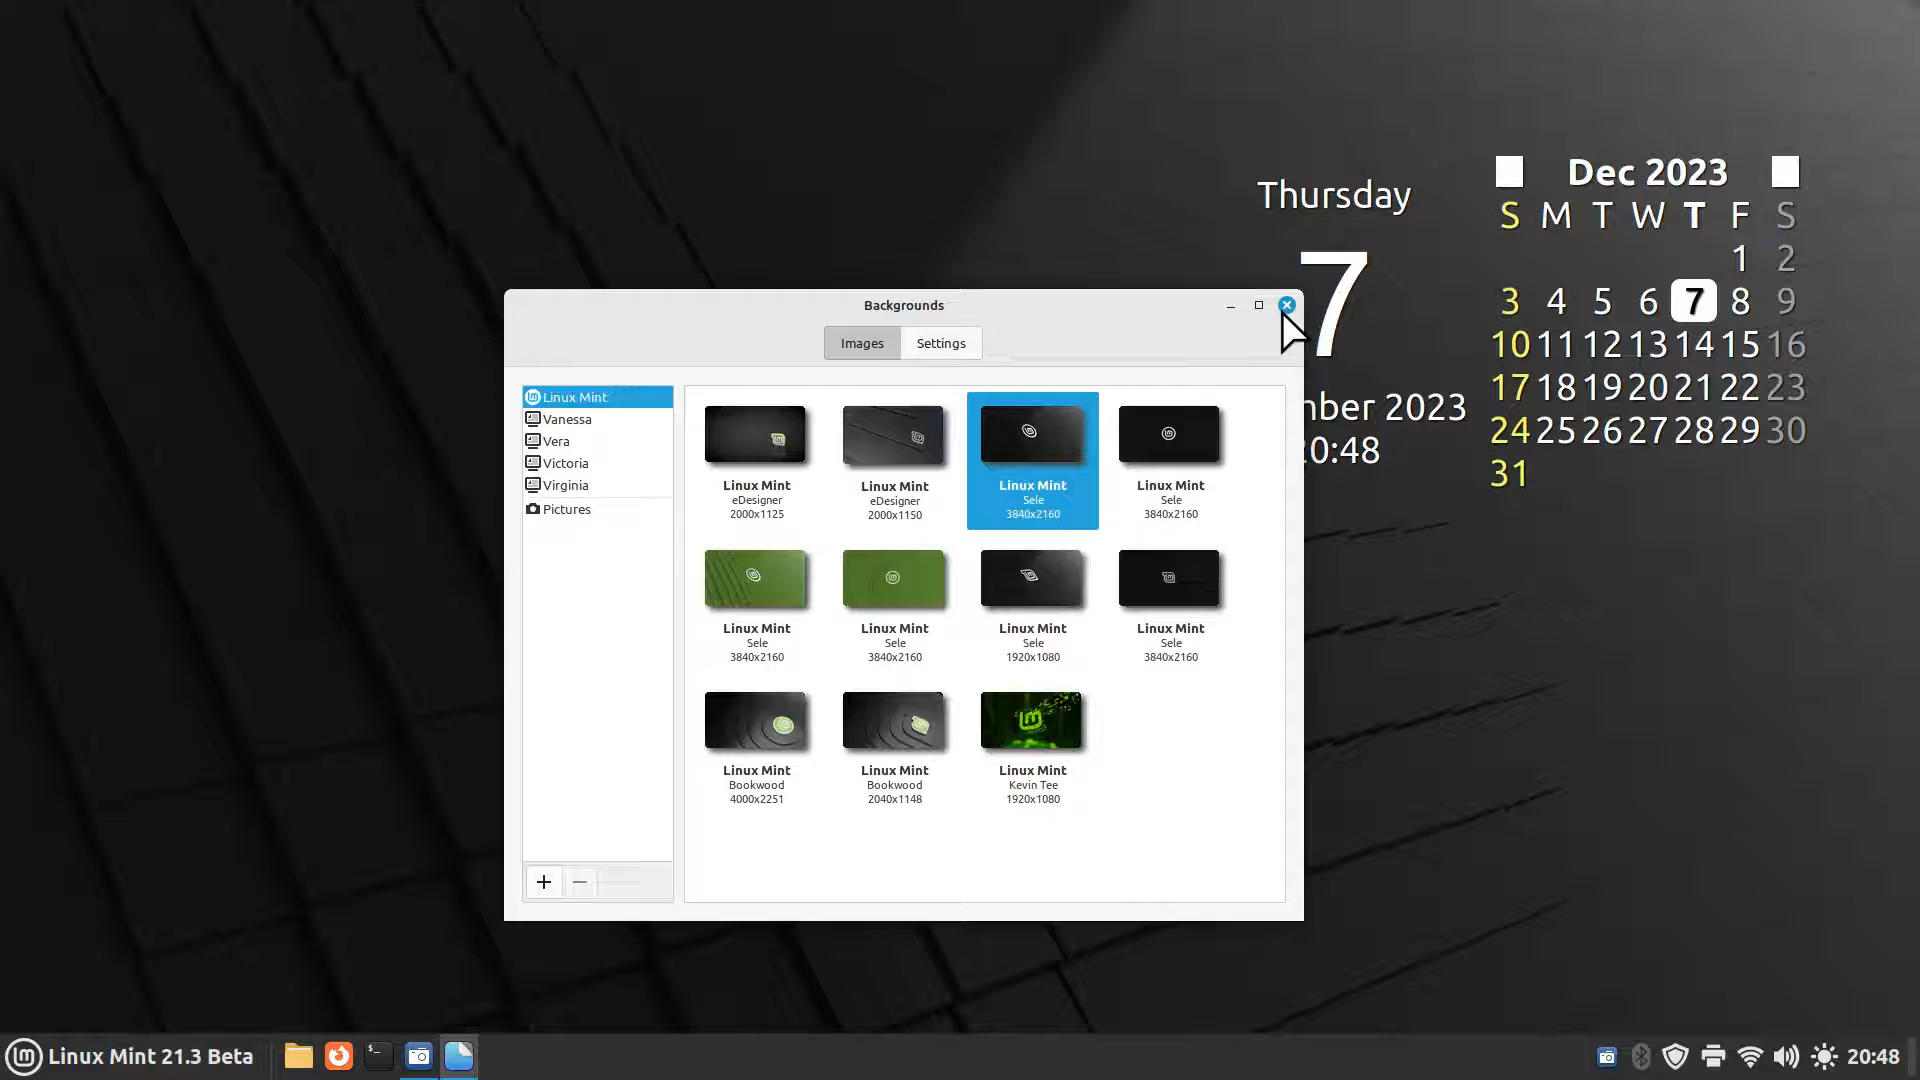 Thursday
7
mber 2023
20:48
Dec 2023
S M T W T F S
1 2
3 4 5 6 7 8 9
10 11 12 13 14 15 16
17 18 19 20 21 22 23
24 25 26 27 28 29 30
31
Backgrounds
Images Settings
Linux Mint
Vanessa
Vera
Victoria
Virginia
Pictures
Linux Mint
eDesigner
2000x1125
Linux Mint
eDesigner
2000x1150
Linux Mint
Sele
3840x2160
Linux Mint
Sele
3840x2160
Linux Mint
Sele
3840x2160
Linux Mint
Sele
3840x2160
Linux Mint
Sele
1920x1080
Linux Mint
Sele
3840x2160
Linux Mint
Bookwood
4000x2251
Linux Mint
Bookwood
2040x1148
Linux Mint
Kevin Tee
1920x1080
Linux Mint 21.3 Beta
20:48